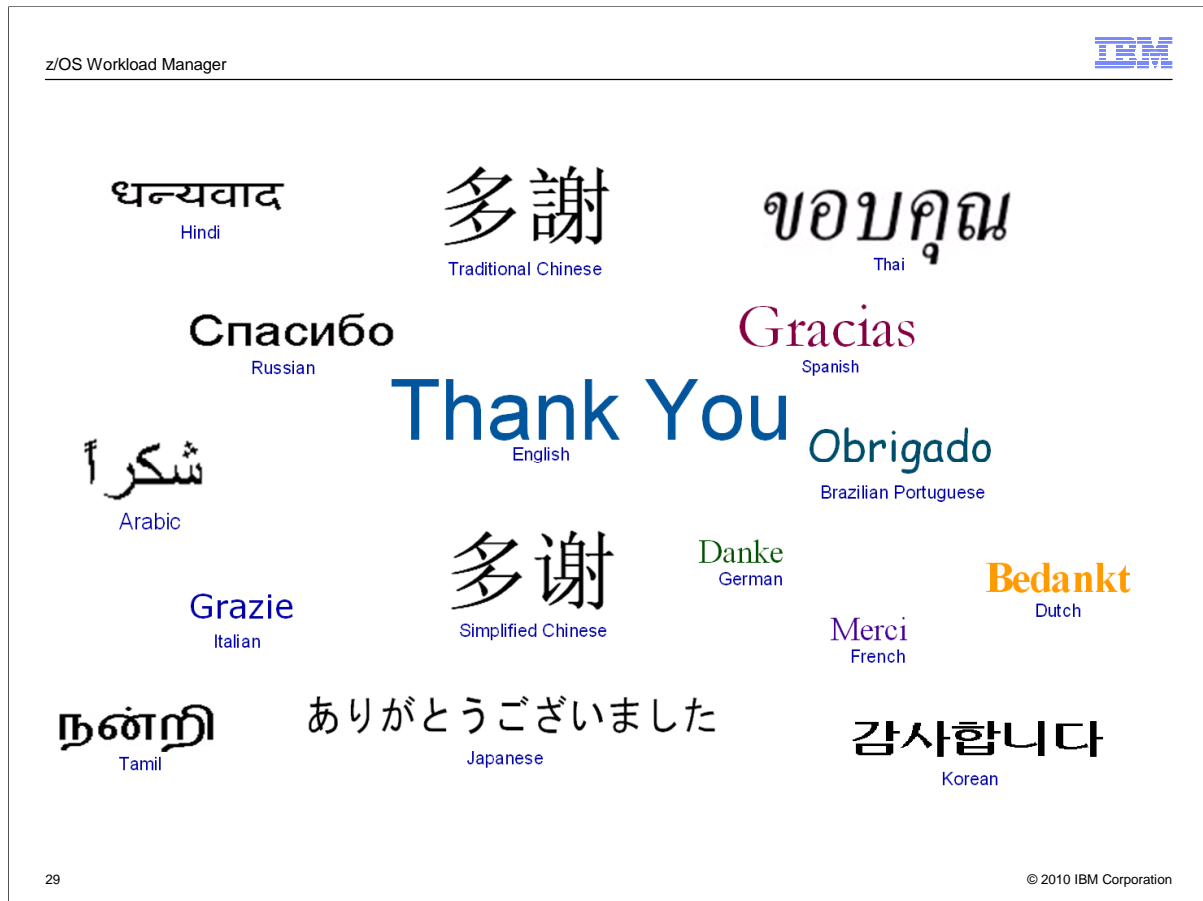 z/OS Workload Manager
IBM
धन्यवाद
Hindi
多謝
Traditional Chinese
ขอบคุณ
Thai
Спасибо
Russian
Gracias
Spanish
Thank You
English
Obrigado
Brazilian Portuguese
شكراً
Arabic
多谢
Simplified Chinese
Danke
German
Bedankt
Dutch
Grazie
Italian
Merci
French
நன்றி
Tamil
ありがとうございました
Japanese
감사합니다
Korean
29
© 2010 IBM Corporation